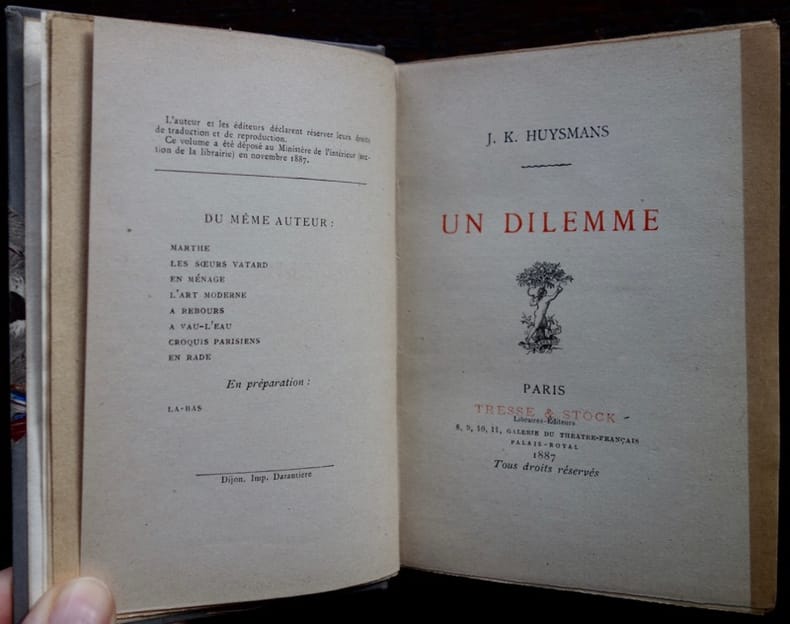 L'auteur et les éditeurs déclarent réserver leurs droits
de traduction et de reproduction.
Ce volume a été déposé au Ministère de l'intérieur (sec-
tion de la librairie) en novembre 1887.
DU MÊME AUTEUR :
MARTHE
LES SŒURS VATARD
EN MÉNAGE
L'ART MODERNE
A REBOURS
A VAU-L'EAU
CROQUIS PARISIENS
EN RADE
En préparation :
LA-BAS
Dijon. Imp. Darantière
J. K. HUYSMANS
UN DILEMME
PARIS
TRESSE & STOCK
Libraires-Éditeurs
8, 9, 10, 11, GALERIE DU THÉATRE-FRANÇAIS
PALAIS-ROYAL
1887
Tous droits réservés